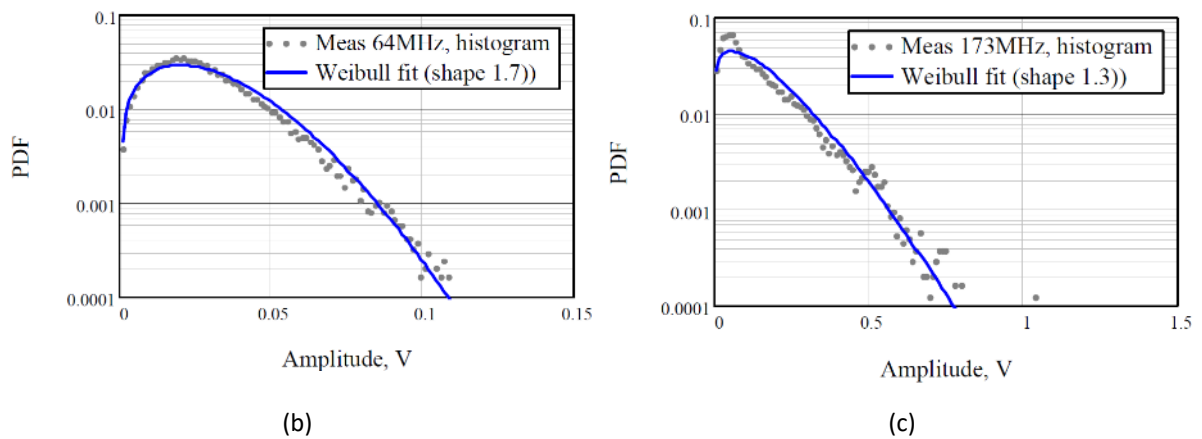 0.1
Meas 64MHz, histogram
Weibull fit (shape 1.7))
0.01
PDF
0.001
0.0001
0
0.05
0.1
0.15
Amplitude, V
(b)
0.1
Meas 173MHz, histogram
Weibull fit (shape 1.3))
0.01
PDF
0.001
0.0001
0
0.5
1
1.5
Amplitude, V
(c)